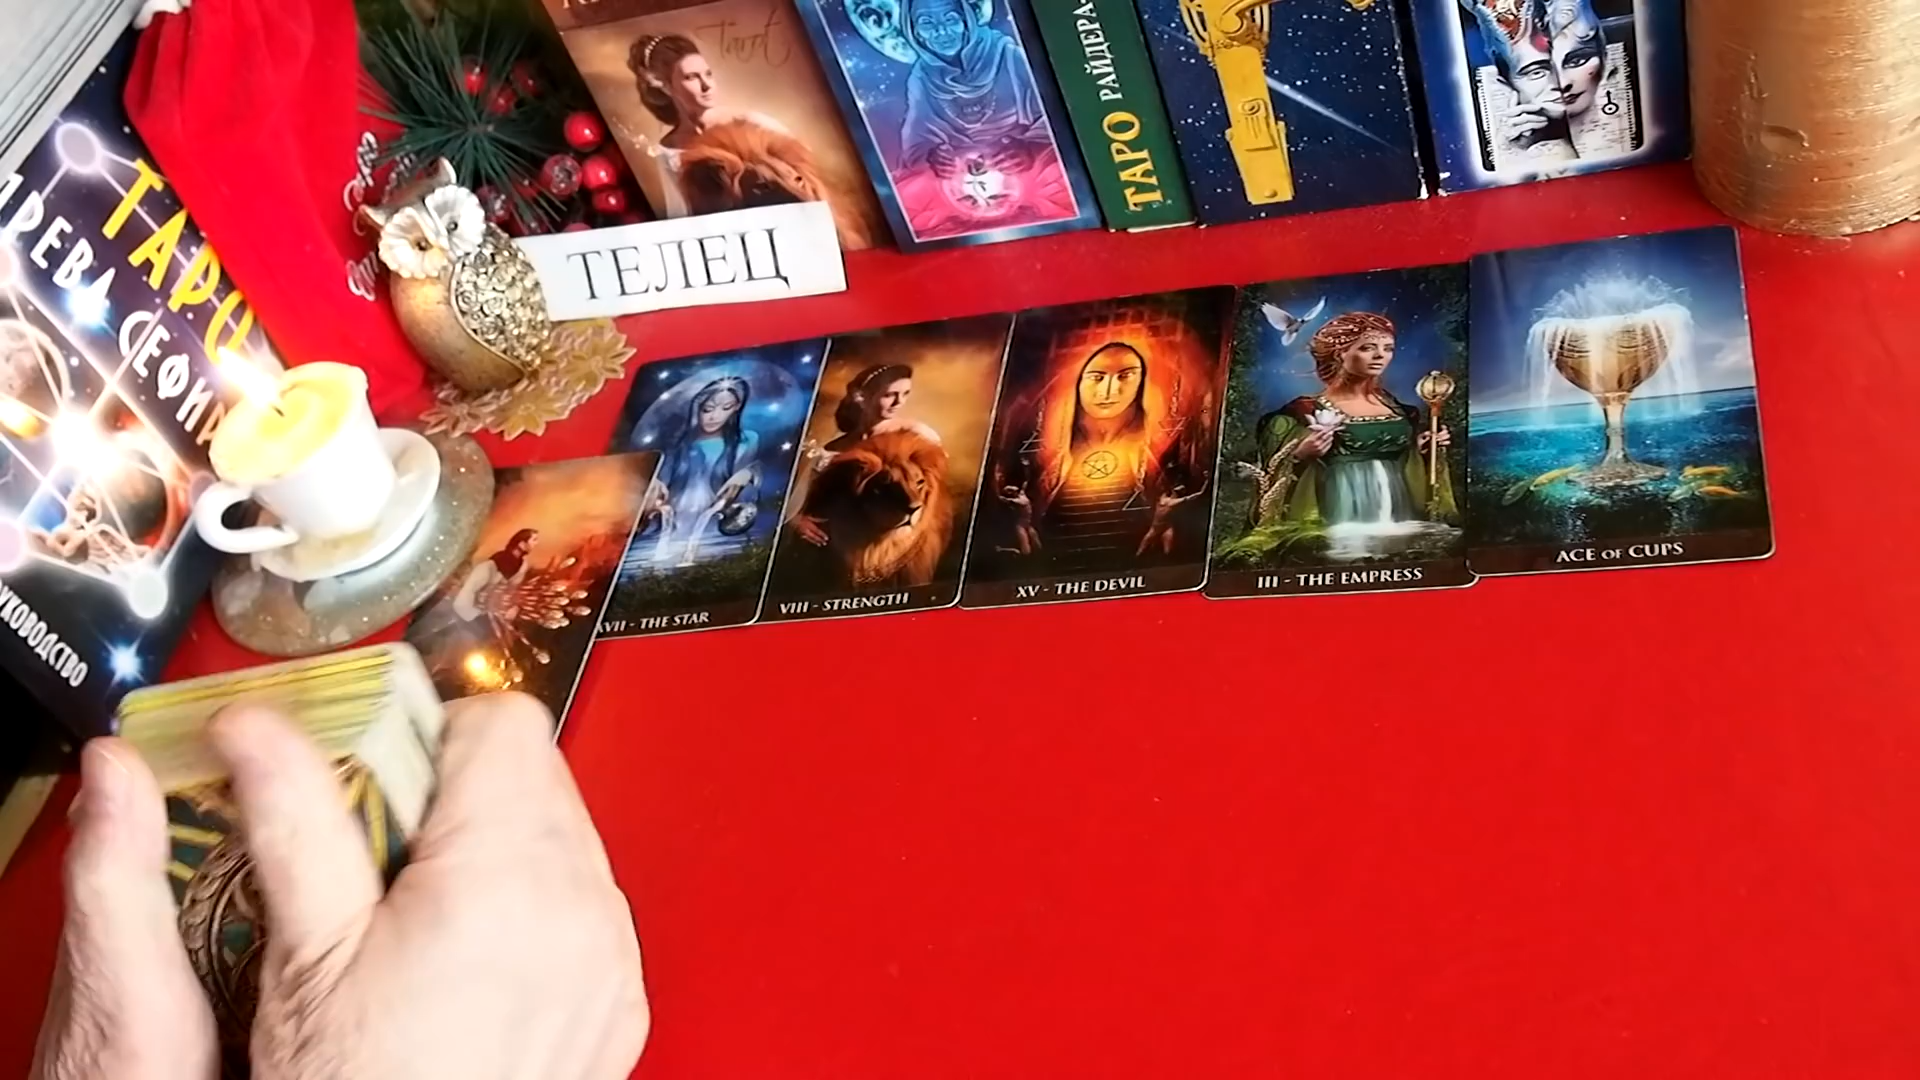 tarot
ТАРО РАЙДЕРА-
ТАРО
ДРЕВА СЕФИР
РУКОВОДСТВО
ТЕЛЕЦ
XVII - THE STAR
VIII - STRENGTH
XV - THE DEVIL
III - THE EMPRESS
ACE OF CUPS